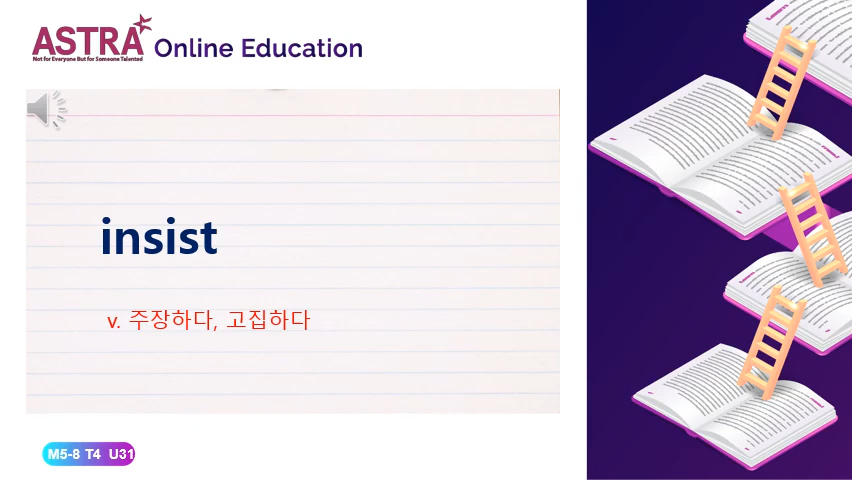 ASTRA
Not for Everyone But for Someone Talented
Online Education
insist
v. 주장하다, 고집하다
M5-8 T4 U31